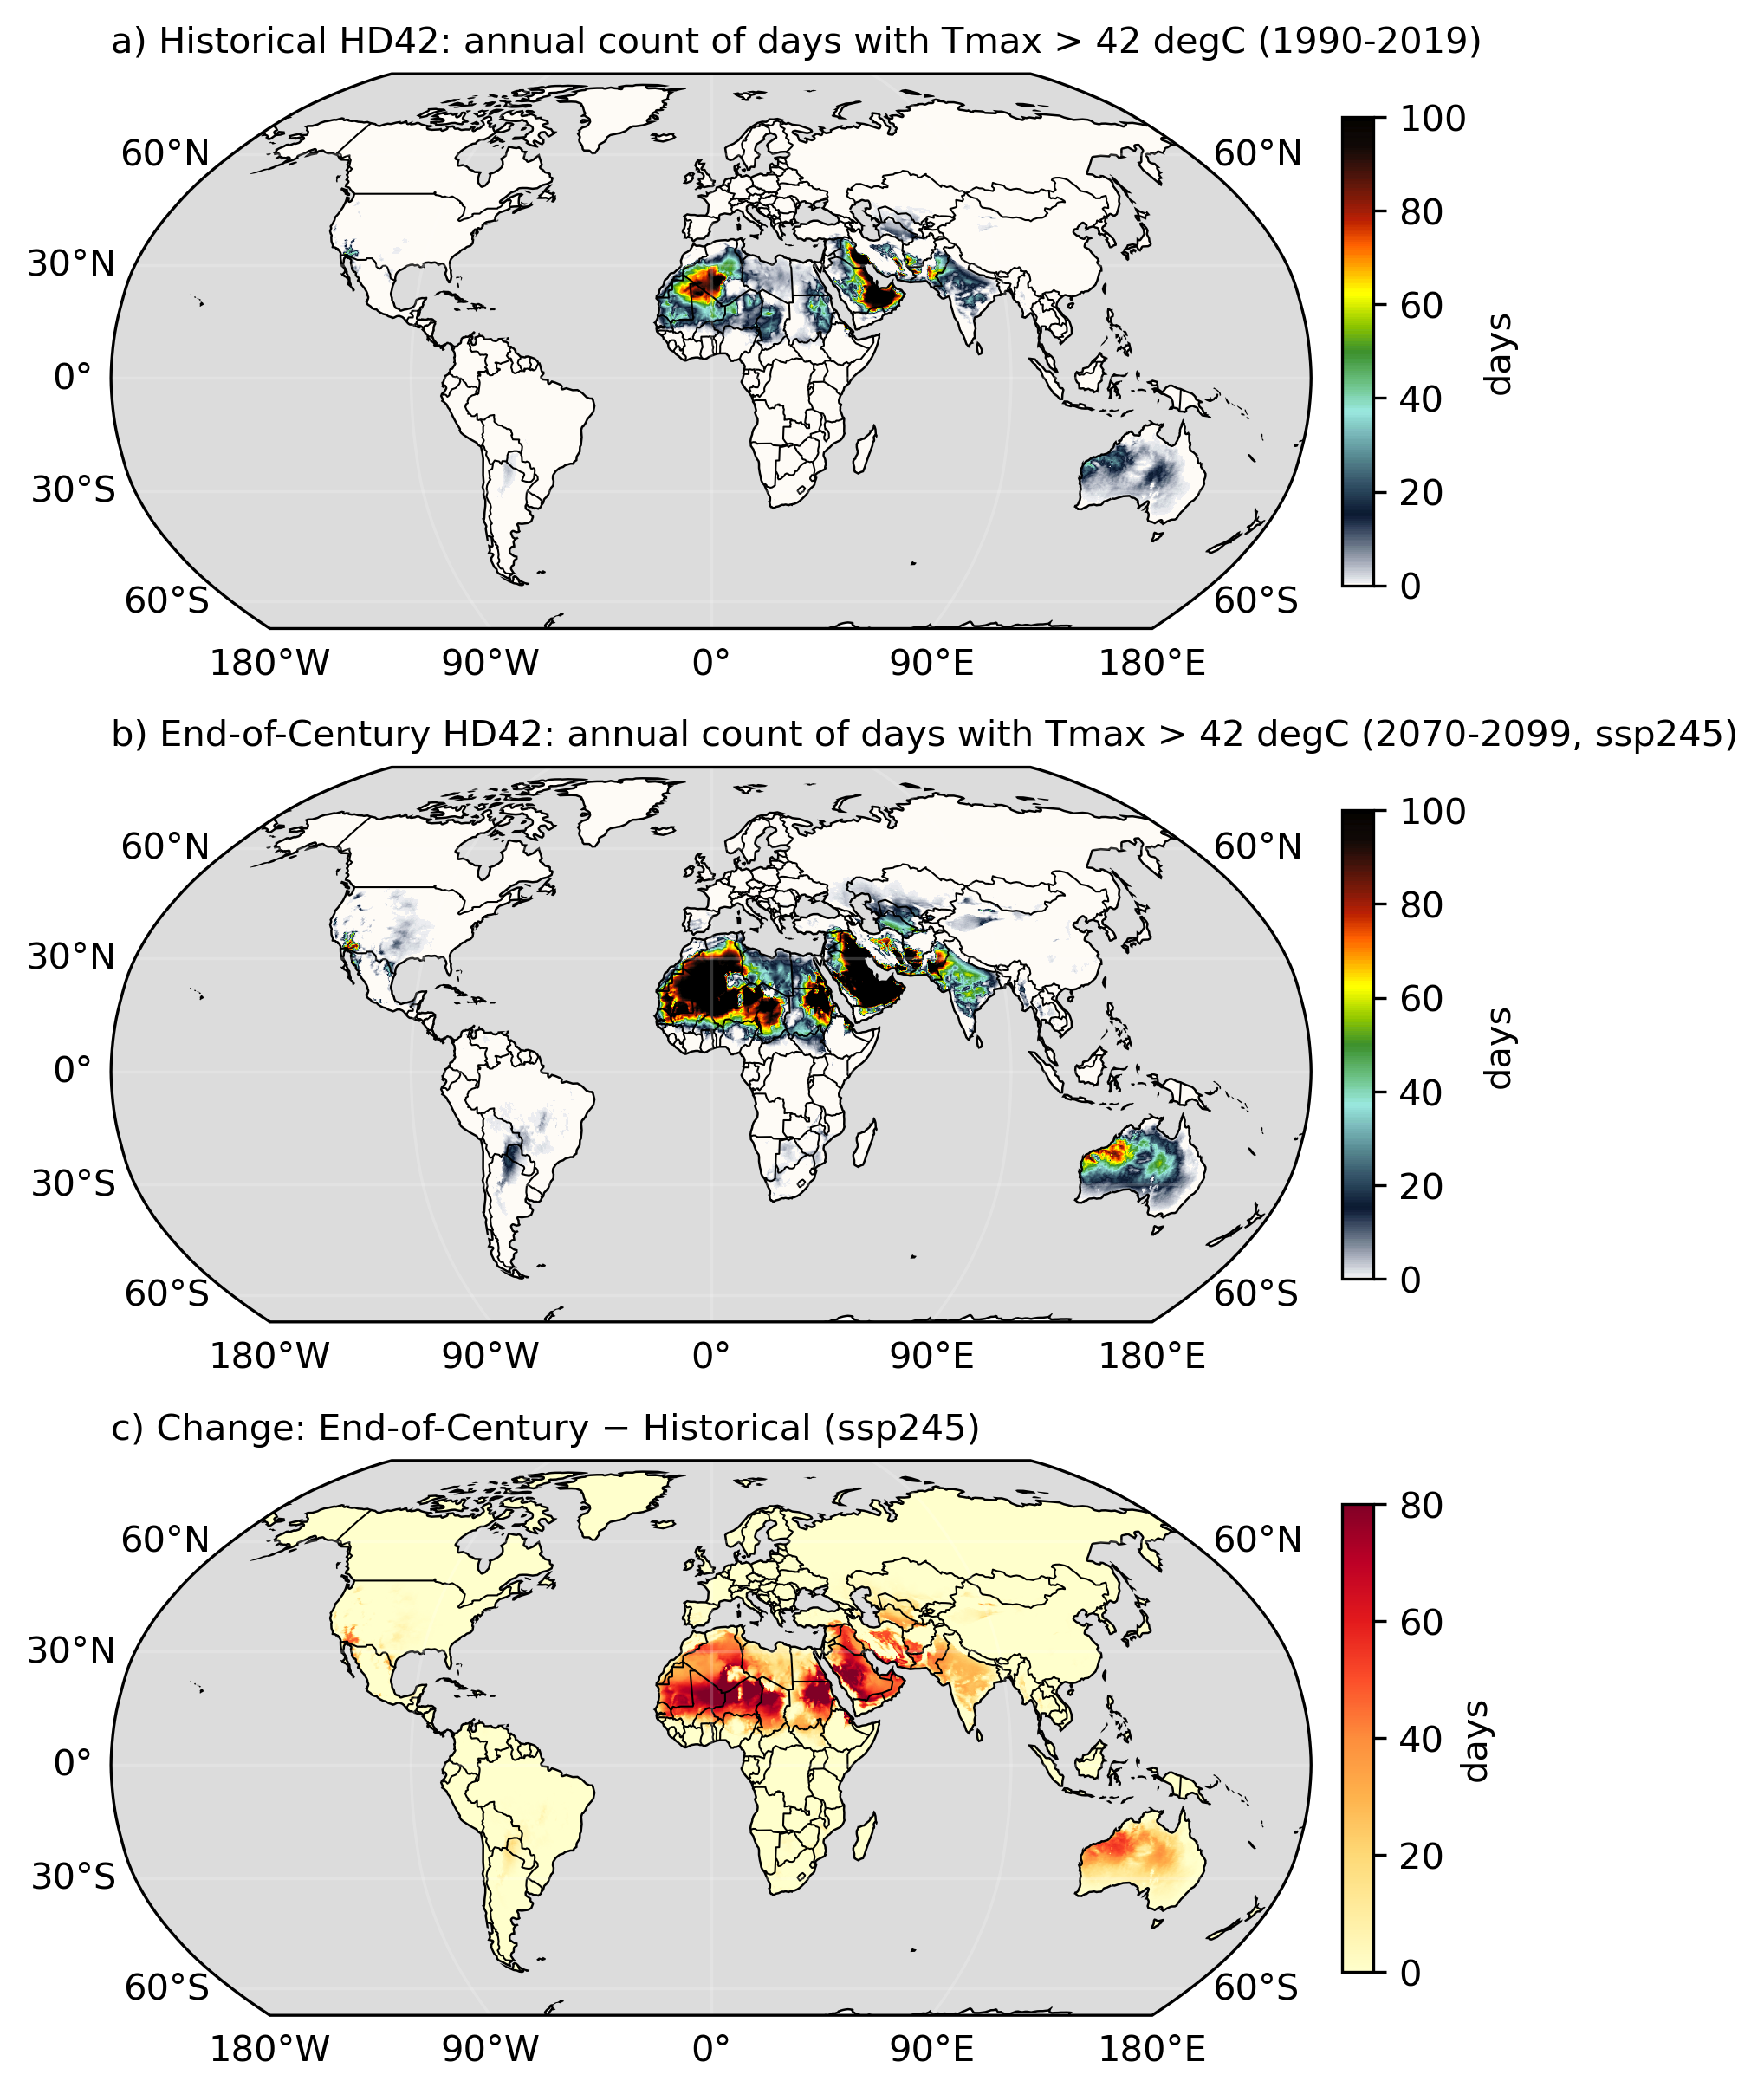 a) Historical HD42: annual count of days with Tmax > 42 degC (1990-2019)
60°N
60°N
30°N
0°
30°S
60°S
60°S
180°W 90°W 0° 90°E 180°E
100
80
60
40
20
0
days
b) End-of-Century HD42: annual count of days with Tmax > 42 degC (2070-2099, ssp245)
60°N
60°N
30°N
0°
30°S
60°S
60°S
180°W 90°W 0° 90°E 180°E
100
80
60
40
20
0
days
c) Change: End-of-Century − Historical (ssp245)
60°N
60°N
30°N
0°
30°S
60°S
60°S
180°W 90°W 0° 90°E 180°E
80
60
40
20
0
days